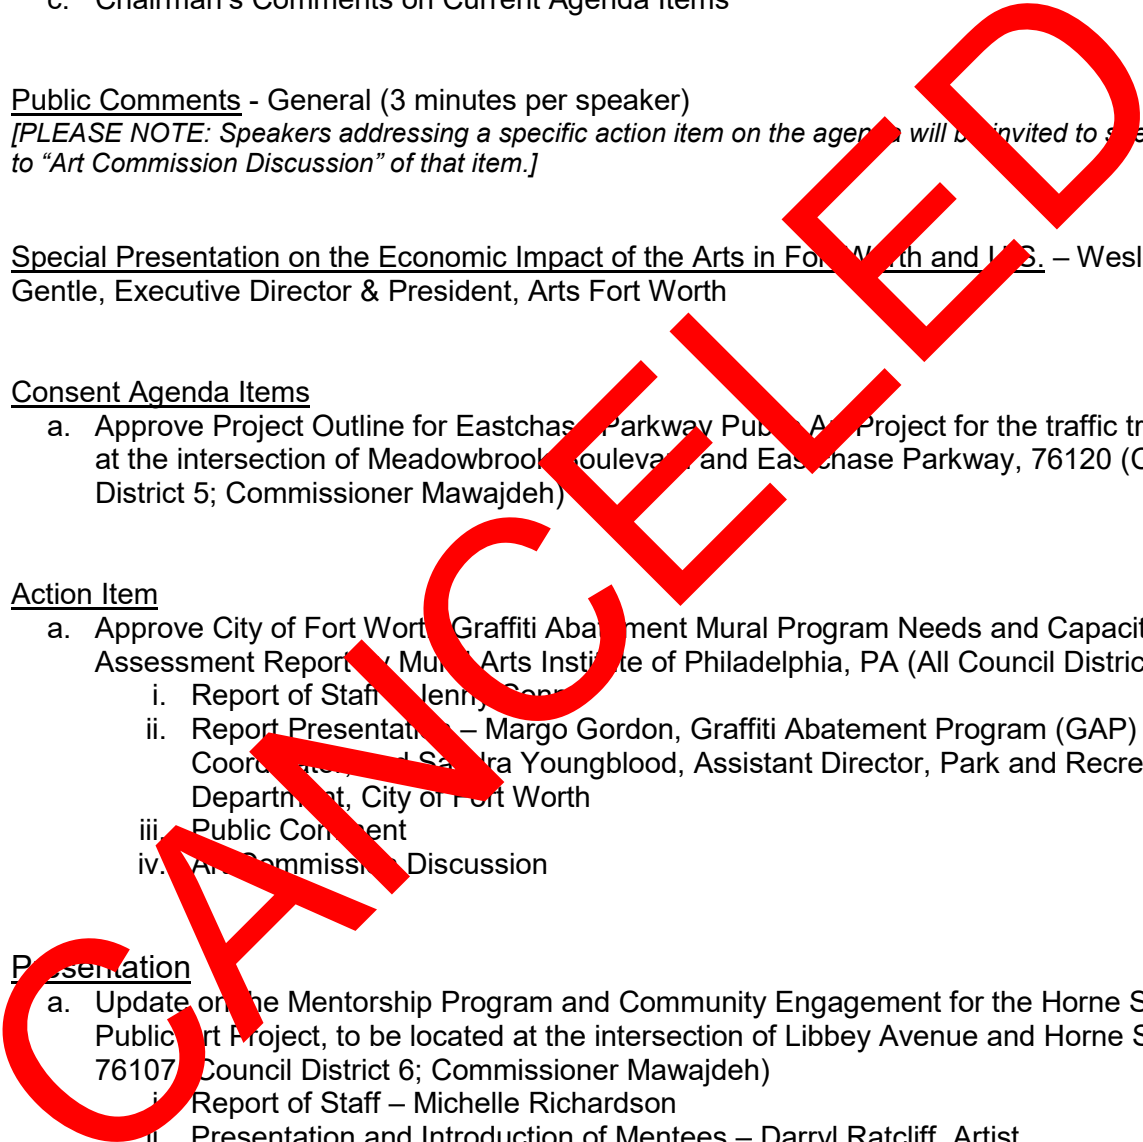 c. Chairman's Comments on Current Agenda Items
Public Comments - General (3 minutes per speaker)
[PLEASE NOTE: Speakers addressing a specific action item on the agenda will be invited to
to “Art Commission Discussion” of that item.]
Special Presentation on the Economic Impact of the Arts in Fort Worth and U.S. – Wesl
Gentle, Executive Director & President, Arts Fort Worth
Consent Agenda Items
a. Approve Project Outline for Eastchase Parkway Public Art Project for the traffic tr
at the intersection of Meadowbrook Boulevard and Eastchase Parkway, 76120 (C
District 5; Commissioner Mawajdeh)
Action Item
a. Approve City of Fort Worth Graffiti Abatement Mural Program Needs and Capacit
Assessment Report by Mural Arts Institute of Philadelphia, PA (All Council Distric
i. Report of Staff – Jenny
ii. Report Presentation – Margo Gordon, Graffiti Abatement Program (GAP)
Coordinator, and Sandra Youngblood, Assistant Director, Park and Recre
Department, City of Fort Worth
iii. Public Comment
iv. Art Commission Discussion
Presentation
a. Update on the Mentorship Program and Community Engagement for the Horne S
Public Art Project, to be located at the intersection of Libbey Avenue and Horne S
76107 (Council District 6; Commissioner Mawajdeh)
i. Report of Staff – Michelle Richardson
ii. Presentation and Introduction of Mentees – Darryl Ratcliff, Artist
CANCELED